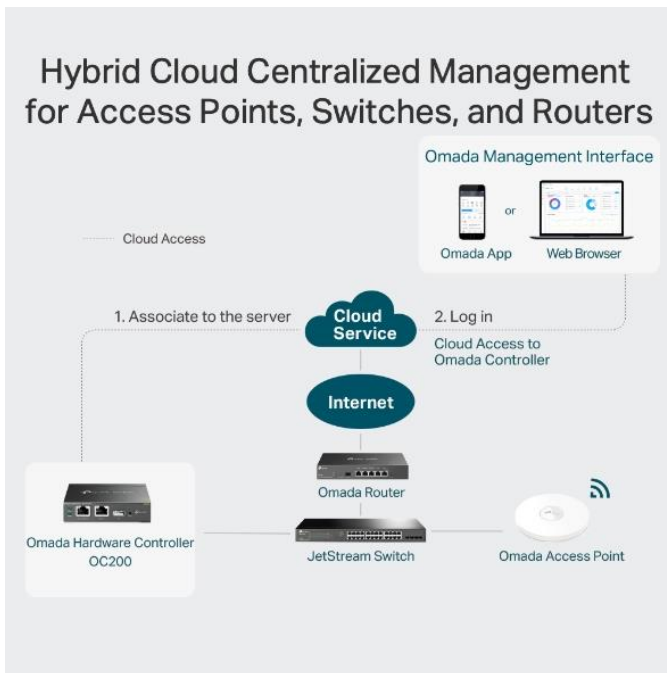 Hybrid Cloud Centralized Management
for Access Points, Switches, and Routers
Omada Management Interface
or
Omada App
Web Browser
Cloud Access
1. Associate to the server
Cloud
Service
2. Log in
Cloud Access to
Omada Controller
Internet
Omada Router
Omada Hardware Controller
OC200
JetStream Switch
Omada Access Point